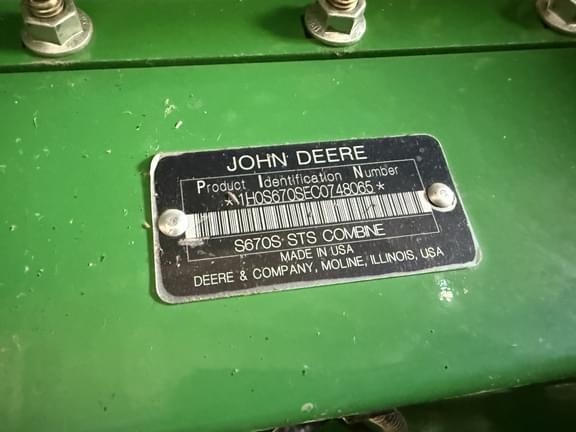 JOHN DEERE
Product Identification Number
*1H0S670SEC0748065*
S670S STS COMBINE
MADE IN USA
DEERE & COMPANY, MOLINE, ILLINOIS, USA